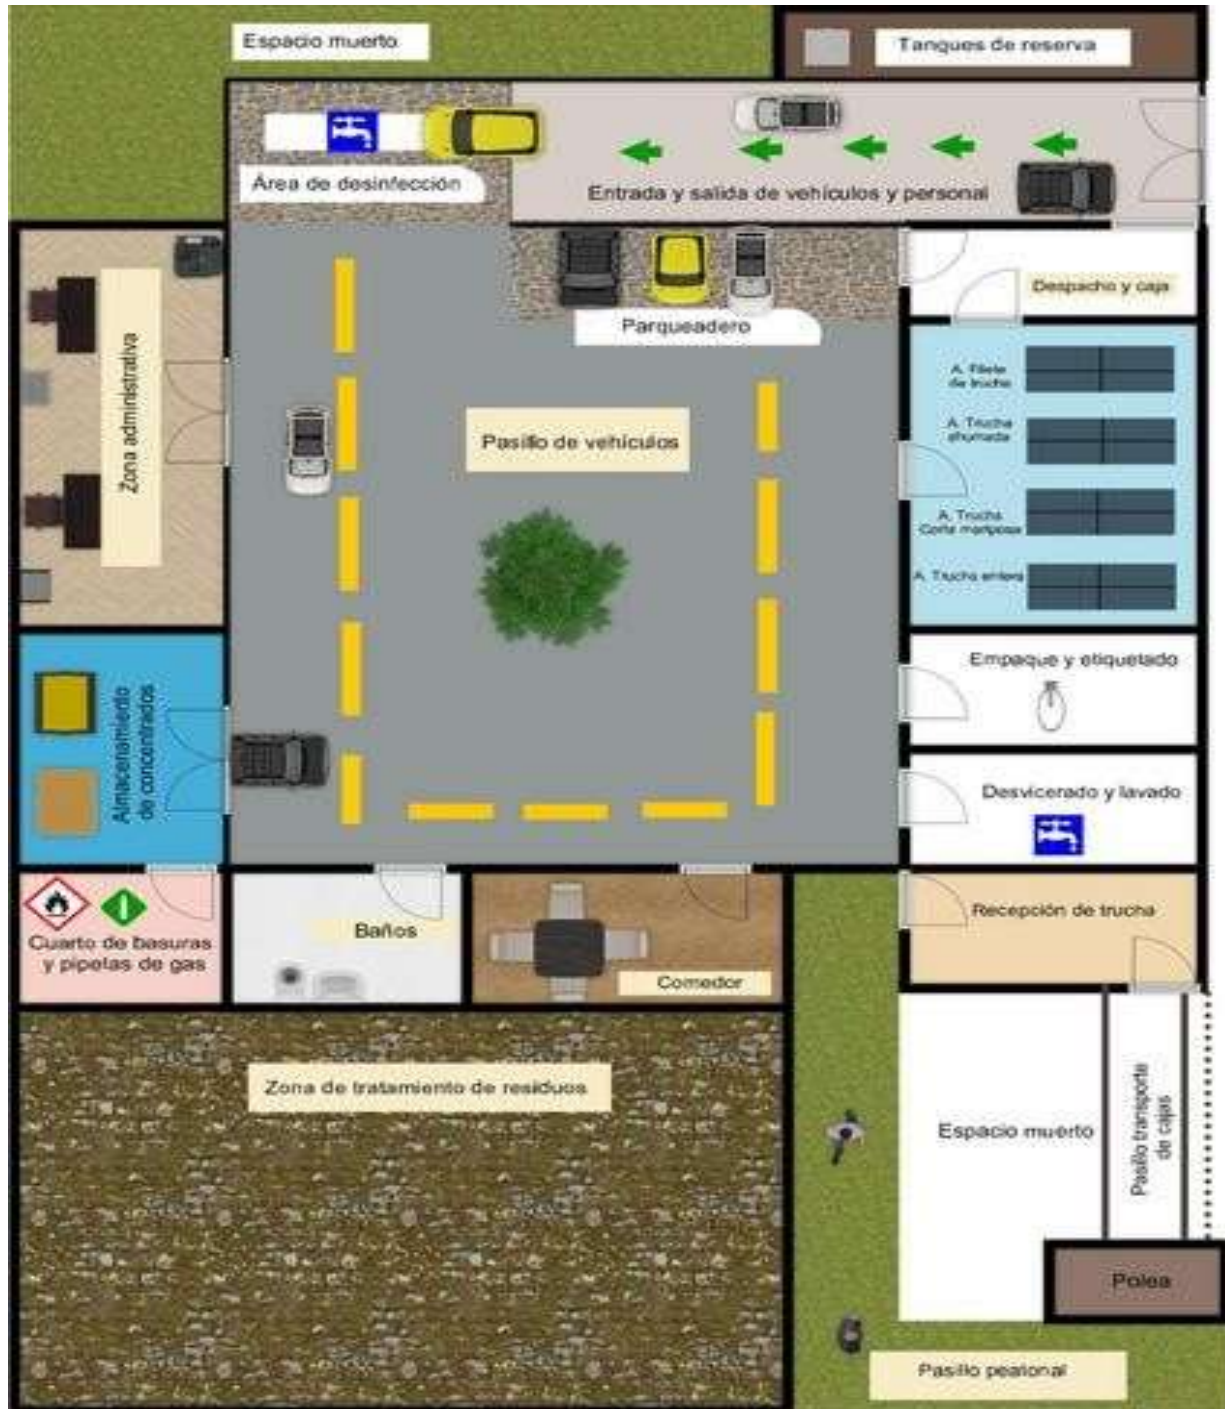 Espacio muerto
Tanques de reserva
Área de desinfección
Entrada y salida de vehículos y personal
Despacho y caja
Parqueadero
Zona administrativa
Pasillo de vehículos
A. Filete
de trucha
A. Trucha
ahumada
A. Trucha
Corte mariposa
A. Trucha entera
Almacenamiento
de concentrados
Empaque y etiquetado
Desvicerado y lavado
Cuarto de basuras
y pipetas de gas
Baños
Comedor
Recepción de trucha
Zona de tratamiento de residuos
Espacio muerto
Pasillo transporte
de cajas
Polea
Pasillo peatonal